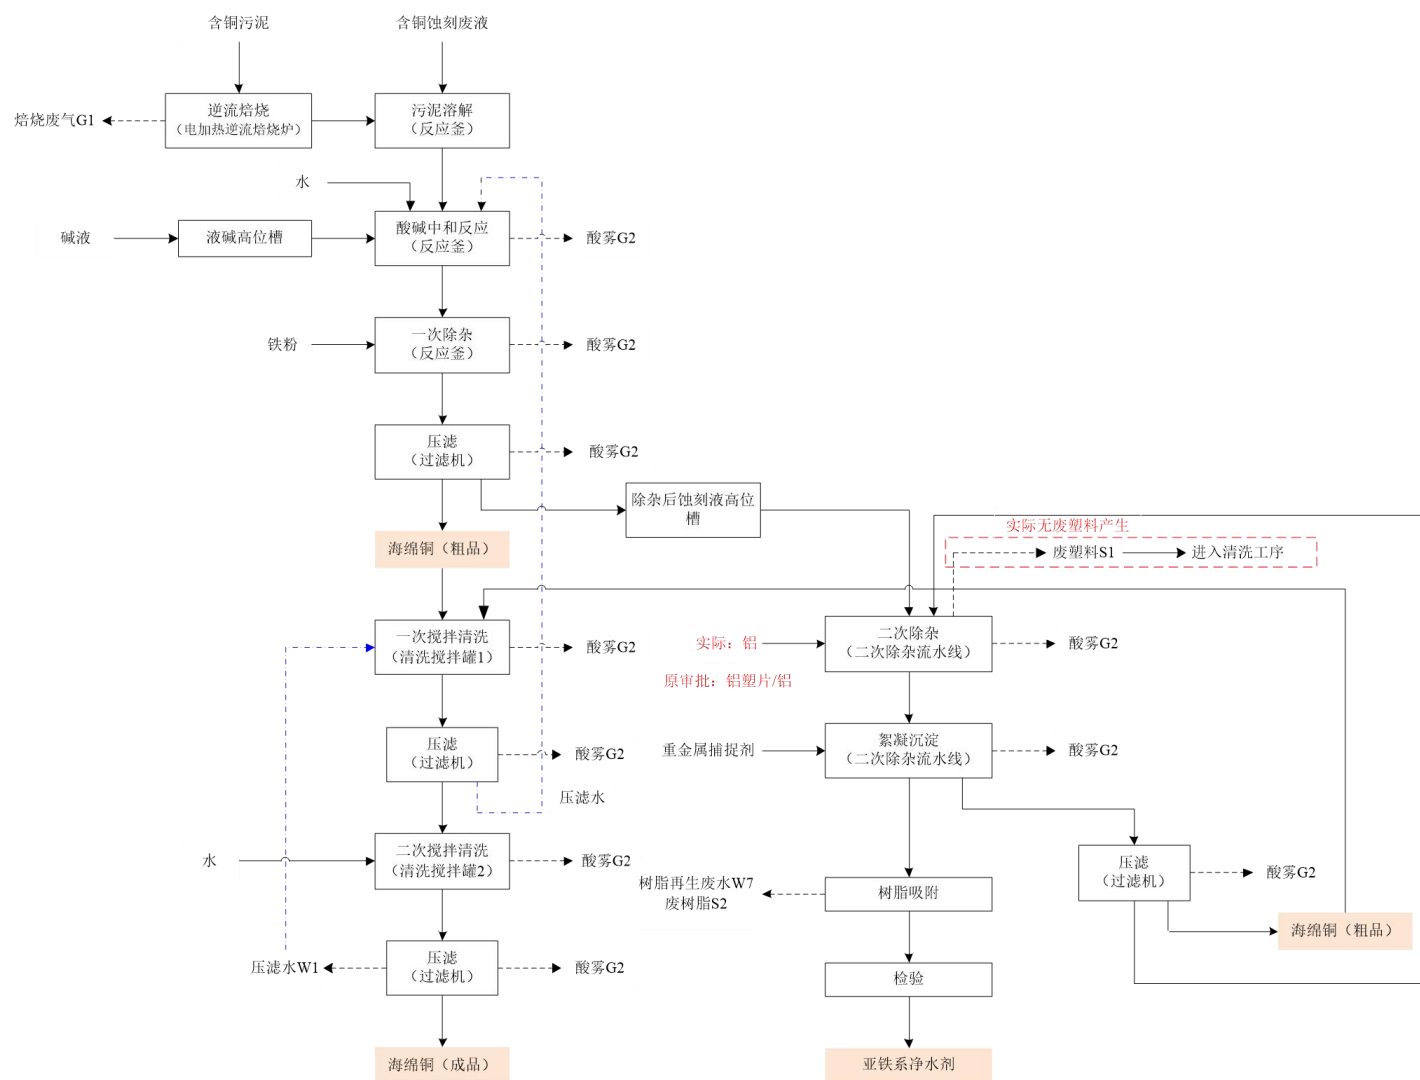 含铜污泥
含铜蚀刻废液
焙烧废气G1
逆流焙烧
（电加热逆流焙烧炉）
污泥溶解
（反应釜）
水
碱液
液碱高位槽
酸碱中和反应
（反应釜）
酸雾G2
铁粉
一次除杂
（反应釜）
酸雾G2
压滤
（过滤机）
酸雾G2
除杂后蚀刻液高位
槽
海绵铜（粗品）
实际无废塑料产生
废塑料S1
进入清洗工序
一次搅拌清洗
（清洗搅拌罐1）
酸雾G2
实际：铝
原审批：铝塑片/铝
二次除杂
（二次除杂流水线）
酸雾G2
压滤
（过滤机）
酸雾G2
压滤水
重金属捕捉剂
絮凝沉淀
（二次除杂流水线）
酸雾G2
水
二次搅拌清洗
（清洗搅拌罐2）
酸雾G2
树脂再生废水W7
废树脂S2
树脂吸附
压滤
（过滤机）
酸雾G2
海绵铜（粗品）
压滤水W1
压滤
（过滤机）
酸雾G2
检验
海绵铜（成品）
亚铁系净水剂